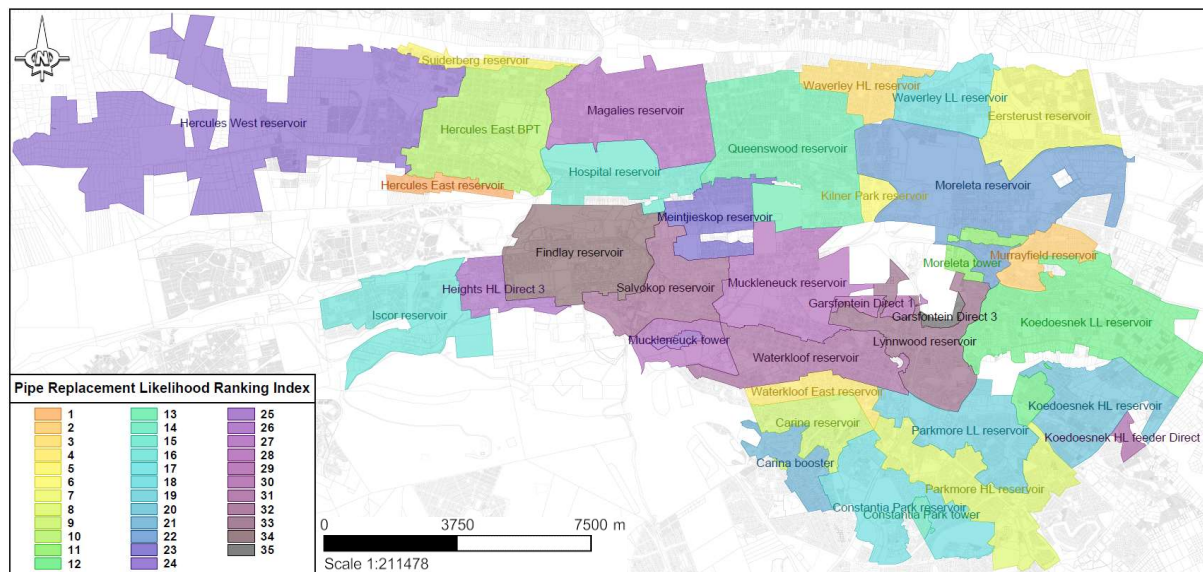 N
Suiderberg reservoir
Waverley HL reservoir
Waverley LL reservoir
Magalies reservoir
Eersterust reservoir
Hercules West reservoir
Hercules East BPT
Queenswood reservoir
Hospital reservoir
Hercules East reservoir
Moreleta reservoir
Kilner Park reservoir
Meintjieskop reservoir
Findlay reservoir
Moreleta tower
Murrayfield reservoir
Heights HL Direct 3
Salvokop reservoir
Muckleneuck reservoir
Garsfontein Direct 1
Garsfontein Direct 3
Iscor reservoir
Koedoesnek LL reservoir
Muckleneuck tower
Lynnwood reservoir
Waterkloof reservoir
Waterkloof East reservoir
Koedoesnek HL reservoir
Carina reservoir
Parkmore LL reservoir
Koedoesnek HL feeder Direct
Carina booster
Parkmore HL reservoir
Constantia Park reservoir
Constantia Park tower
Pipe Replacement Likelihood Ranking Index
1
2
3
4
5
6
7
8
9
10
11
12
13
14
15
16
17
18
19
20
21
22
23
24
25
26
27
28
29
30
31
32
33
34
35
0 3750 7500 m
Scale 1:211478